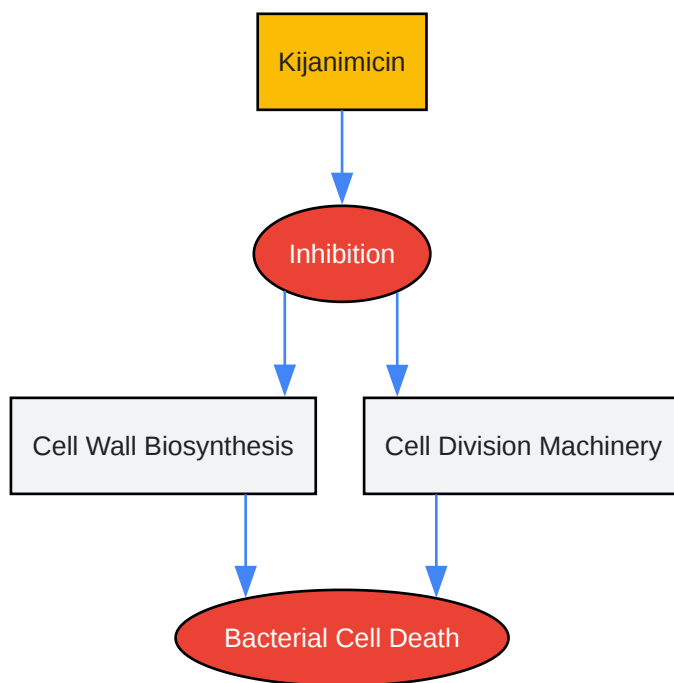 Kijanimicin
Inhibition
Cell Wall Biosynthesis
Cell Division Machinery
Bacterial Cell Death